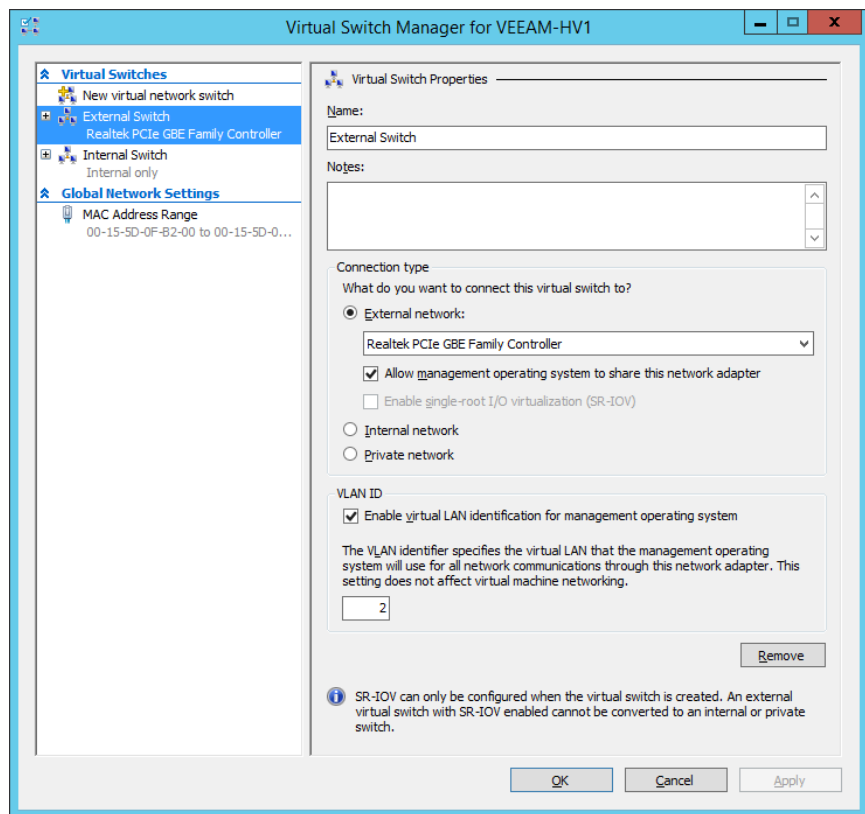 Virtual Switch Manager for VEEAM-HV1
Virtual Switches
New virtual network switch
External Switch
Realtek PCIe GBE Family Controller
Internal Switch
Internal only
Global Network Settings
MAC Address Range
00-15-5D-0F-B2-00 to 00-15-5D-0...
Virtual Switch Properties
Name:
External Switch
Notes:
Connection type
What do you want to connect this virtual switch to?
External network:
Realtek PCIe GBE Family Controller
Allow management operating system to share this network adapter
Enable single-root I/O virtualization (SR-IOV)
Internal network
Private network
VLAN ID
Enable virtual LAN identification for management operating system
The VLAN identifier specifies the virtual LAN that the management operating
system will use for all network communications through this network adapter. This
setting does not affect virtual machine networking.
2
Remove
SR-IOV can only be configured when the virtual switch is created. An external
virtual switch with SR-IOV enabled cannot be converted to an internal or private
switch.
OK
Cancel
Apply